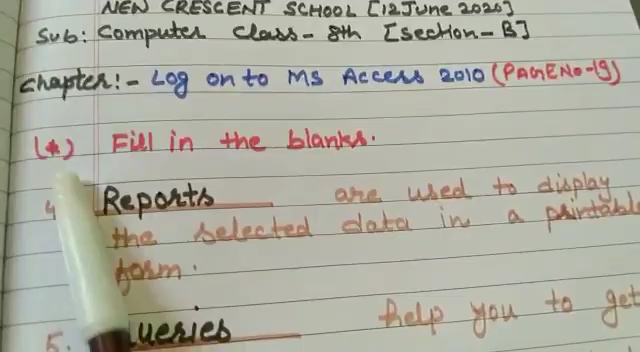 NEW CRESCENT SCHOOL [12 June 2020]
Sub: Computer Class - 8th [Section - B]
Chapter:- Log on to MS Access 2010 (PAGE No-19)
(*) Fill in the blanks.
4. Reports are used to display
the selected data in a printable
form.
5. ueries help you to get